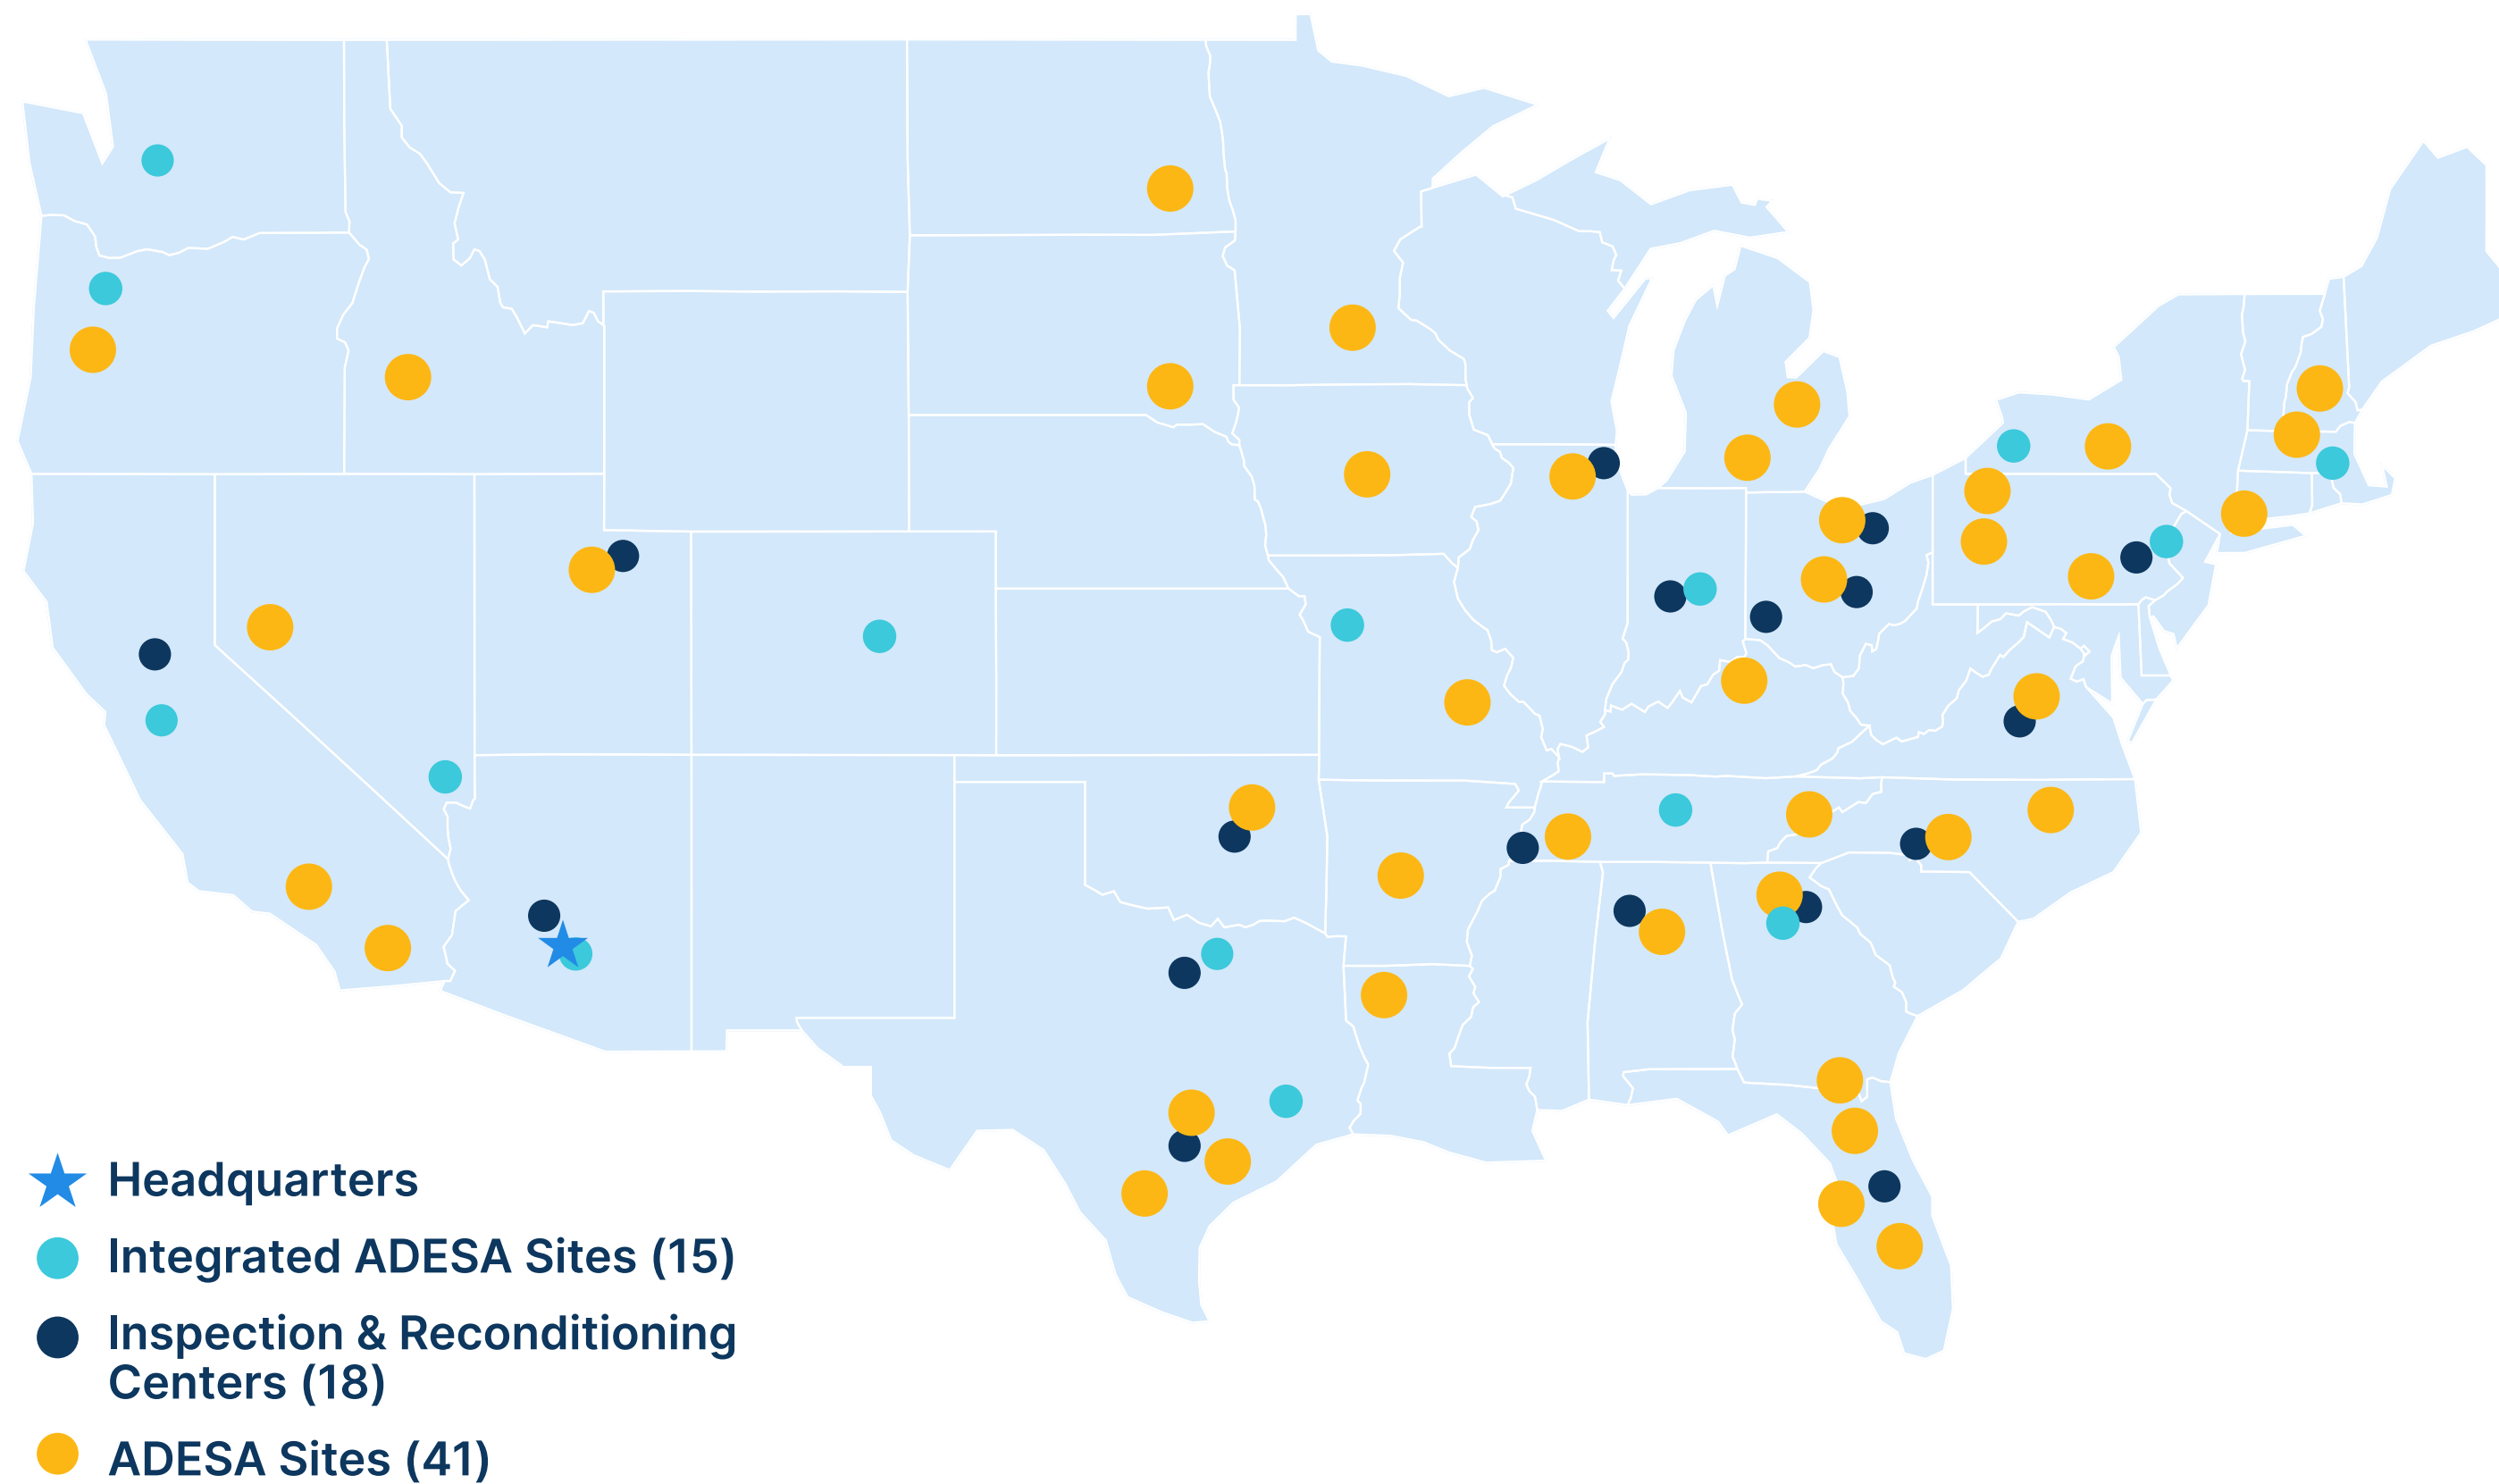 Headquarters
Integrated ADESA Sites (15)
Inspection & Reconditioning
Centers (18)
ADESA Sites (41)